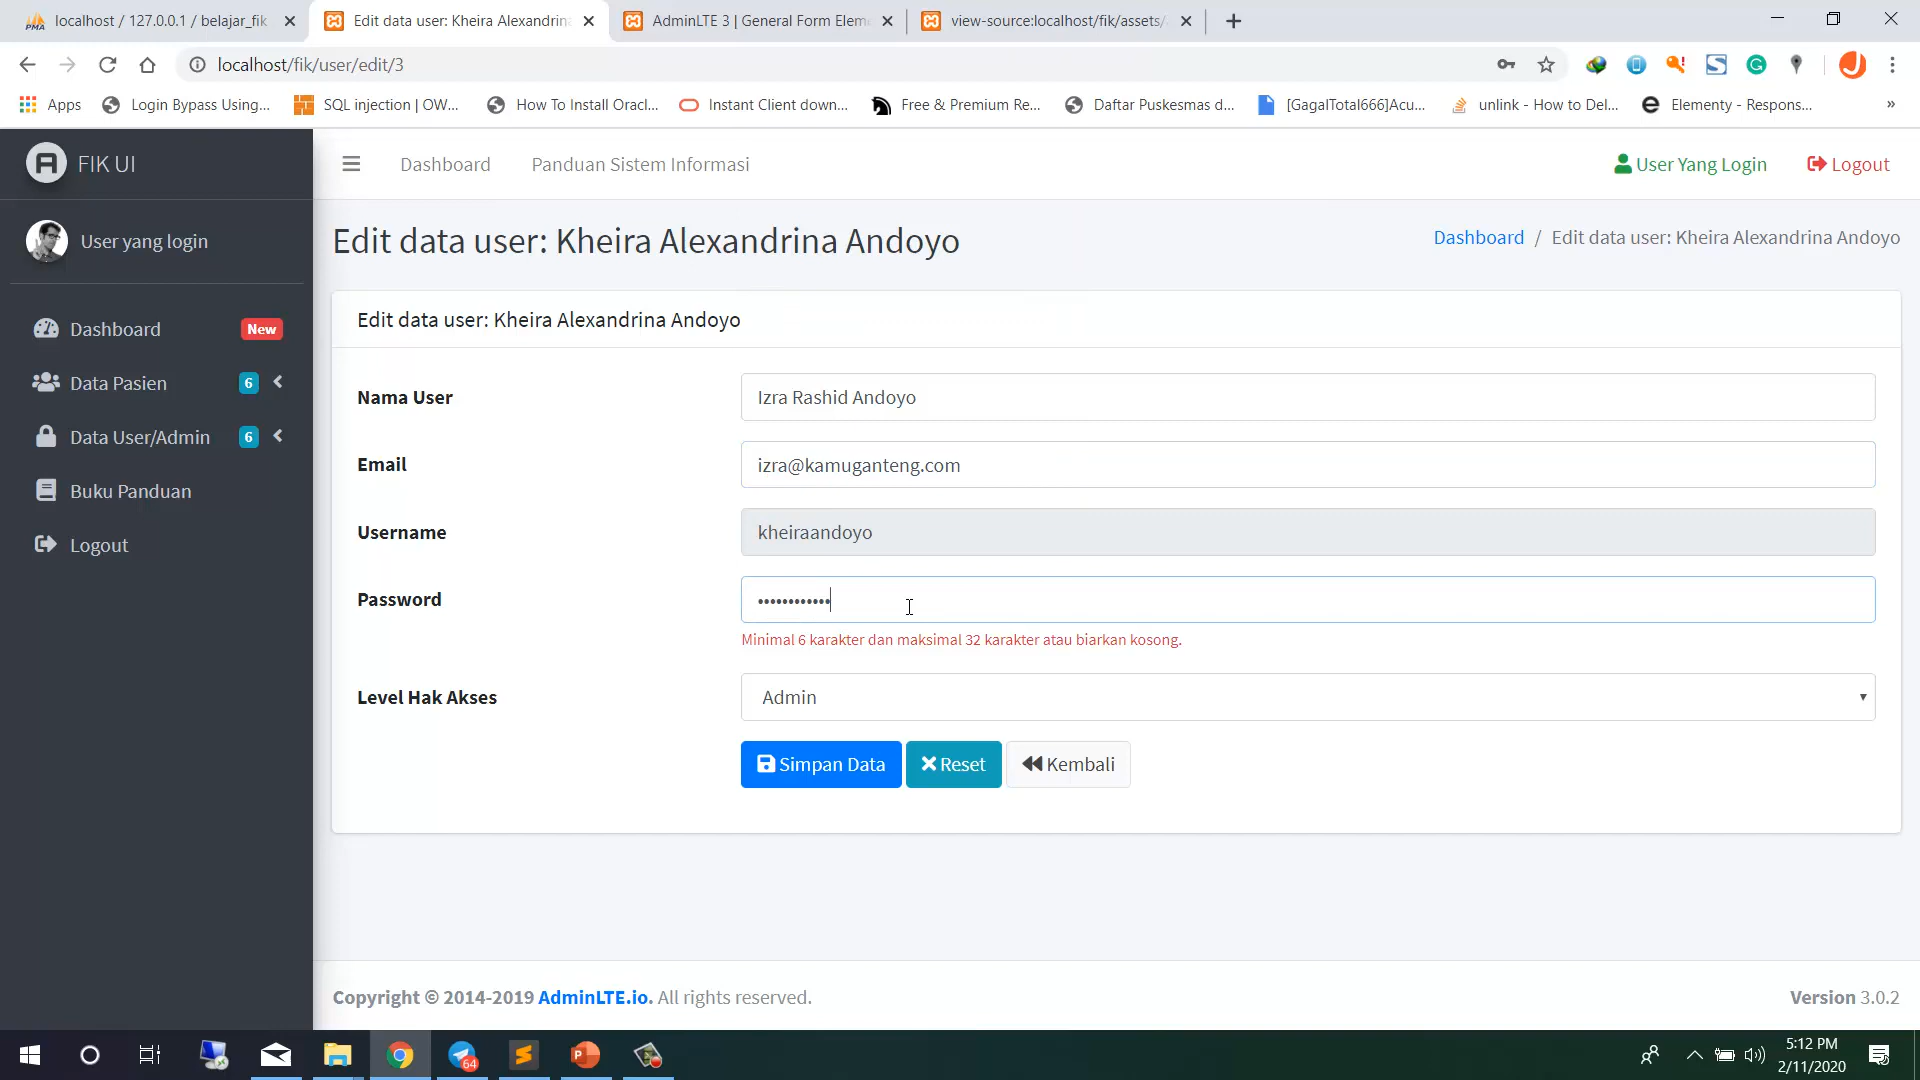 localhost / 127.0.0.1 / belajar_fik
Edit data user: Kheira Alexandrin
AdminLTE 3 | General Form Elem
view-source:localhost/fik/assets/
localhost/fik/user/edit/3
Apps
Login Bypass Using...
SQL injection | OW...
How To Install Oracl...
Instant Client down...
Free & Premium Re...
Daftar Puskesmas d...
[GagalTotal666]Acu...
unlink - How to Del...
Elementy - Respons...
»
FIK UI
Dashboard
Panduan Sistem Informasi
User Yang Login
Logout
User yang login
Dashboard
New
Data Pasien
6
Data User/Admin
6
Buku Panduan
Logout
Edit data user: Kheira Alexandrina Andoyo
Dashboard / Edit data user: Kheira Alexandrina Andoyo
Edit data user: Kheira Alexandrina Andoyo
Nama User
Izra Rashid Andoyo
Email
izra@kamuganteng.com
Username
kheiraandoyo
Password
••••••••••••
Minimal 6 karakter dan maksimal 32 karakter atau biarkan kosong.
Level Hak Akses
Admin
Simpan Data
Reset
Kembali
Copyright © 2014-2019 AdminLTE.io. All rights reserved.
Version 3.0.2
64
5:12 PM
2/11/2020